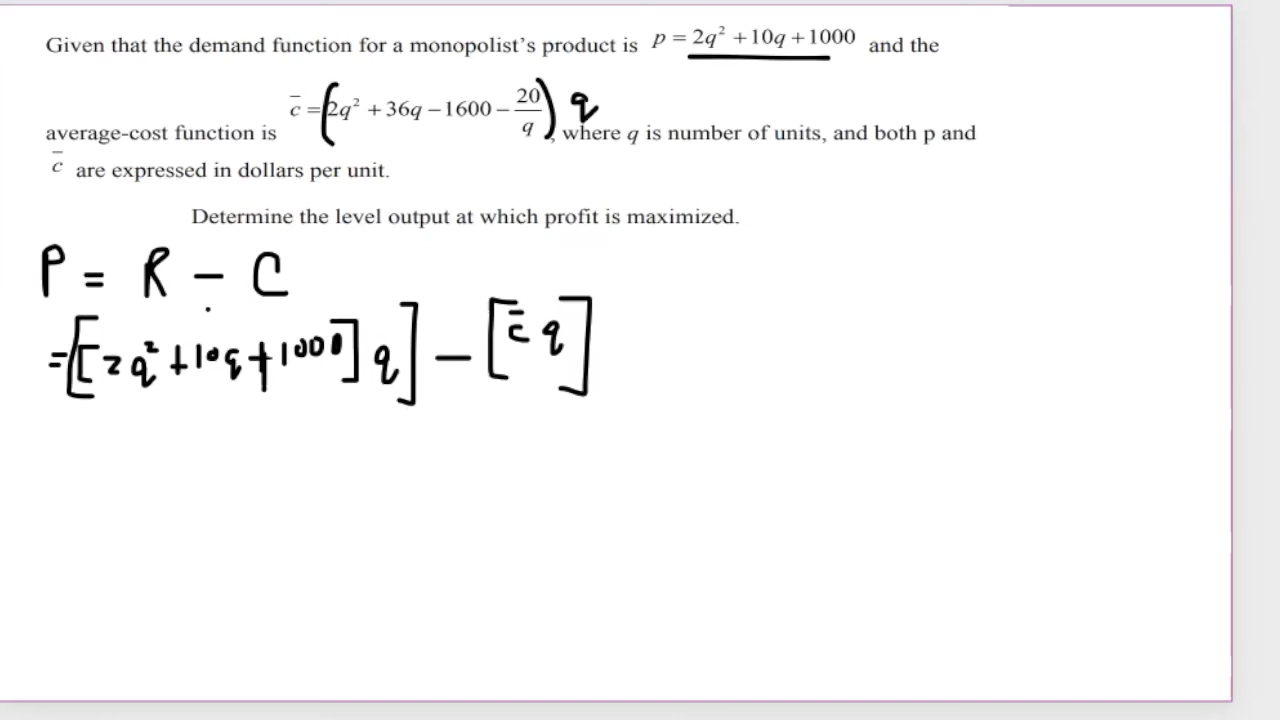 Given that the demand function for a monopolist's product is p = 2q² + 10q + 1000 and the
average-cost function is c̄ = (2q² + 36q − 1600 − 20/q) q, where q is number of units, and both p and
c̄ are expressed in dollars per unit.
Determine the level output at which profit is maximized.
P = R − C
= [[2q² + 10q + 1000] q] − [c̄ q]